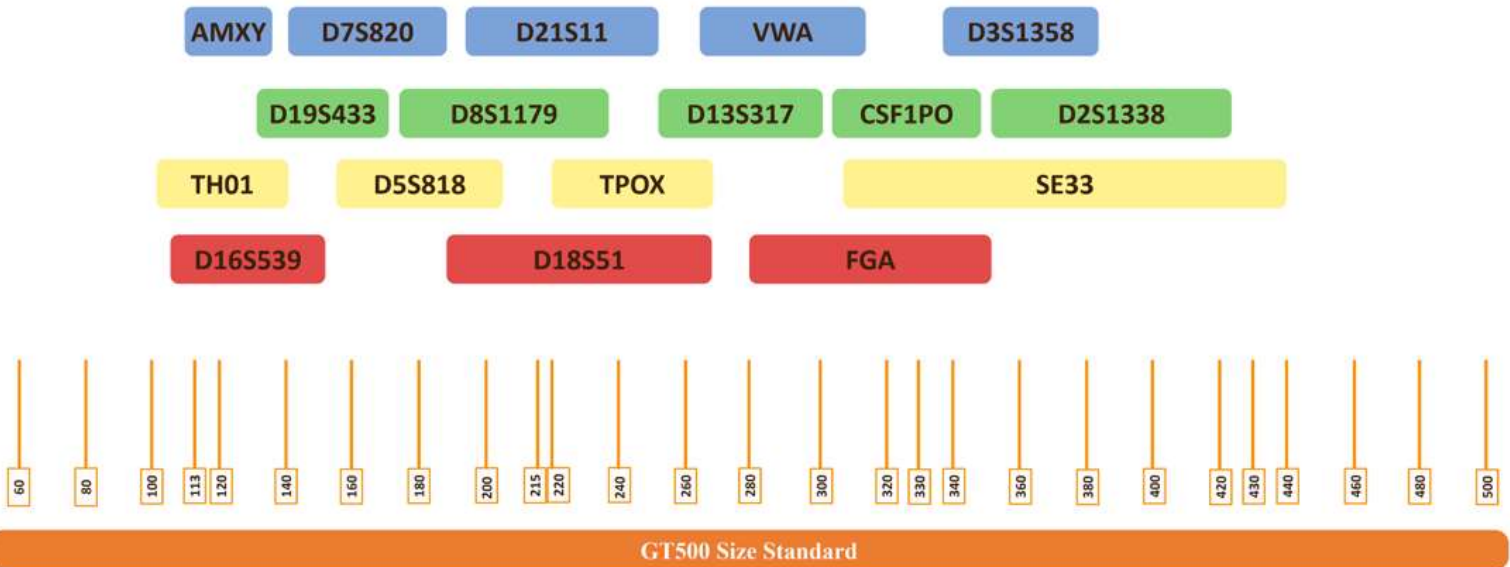 AMXY D7S820 D21S11 VWA D3S1358
D19S433 D8S1179 D13S317 CSF1PO D2S1338
TH01 D5S818 TPOX SE33
D16S539 D18S51 FGA
60 80 100 113 120 140 160 180 200 215 220 240 260 280 300 320 330 340 360 380 400 420 430 440 460 480 500
GT500 Size Standard